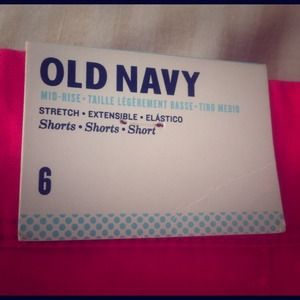 OLD NAVY
MID-RISE • TAILLE LÉGÈREMENT BASSE • TIRO MEDIO
STRETCH • EXTENSIBLE • ELÁSTICO
Shorts • Shorts • Short
6